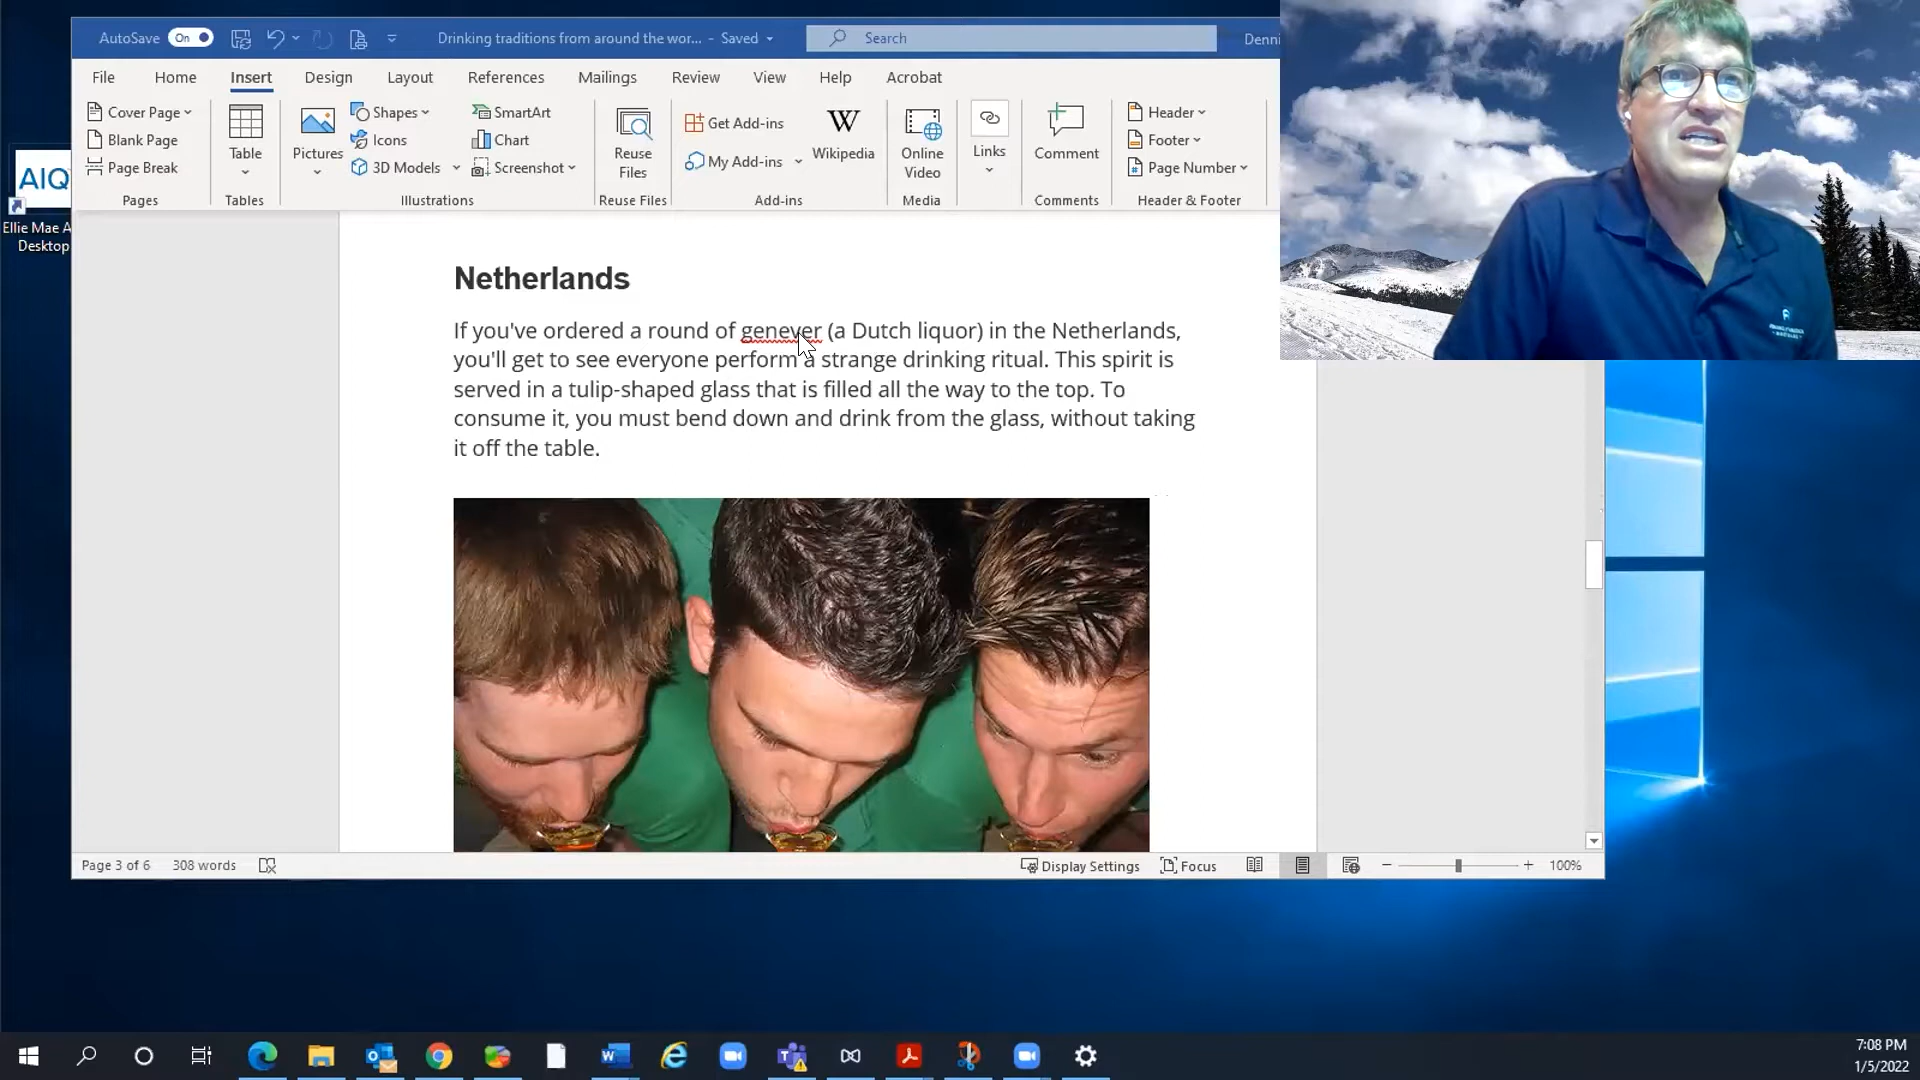 AutoSave On Drinking traditions from around the wor... - Saved Search Denni
File Home Insert Design Layout References Mailings Review View Help Acrobat
Cover Page
Blank Page
Page Break
Pages
Table
Tables
Pictures
Shapes
Icons
3D Models
SmartArt
Chart
Screenshot
Illustrations
Reuse
Files
Reuse Files
Get Add-ins
My Add-ins
Wikipedia
Add-ins
Online
Video
Media
Links
Comment
Comments
Header
Footer
Page Number
Header & Footer
AIQ
Ellie Mae A
Desktop
Netherlands
If you've ordered a round of genever (a Dutch liquor) in the Netherlands,
you'll get to see everyone perform a strange drinking ritual. This spirit is
served in a tulip-shaped glass that is filled all the way to the top. To
consume it, you must bend down and drink from the glass, without taking
it off the table.
Page 3 of 6 308 words Display Settings Focus 100%
7:08 PM
1/5/2022